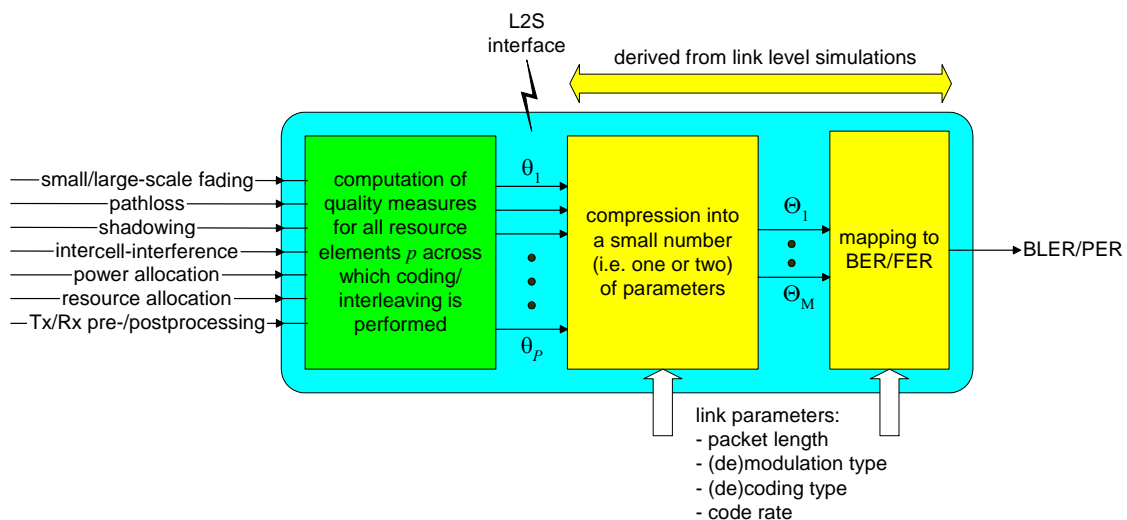 L2S
interface
derived from link level simulations
small/large-scale fading
pathloss
shadowing
intercell-interference
power allocation
resource allocation
Tx/Rx pre-/postprocessing
computation of
quality measures
for all resource
elements p across
which coding/
interleaving is
performed
θ1
θP
compression into
a small number
(i.e. one or two)
of parameters
Θ1
ΘM
mapping to
BER/FER
BLER/PER
link parameters:
- packet length
- (de)modulation type
- (de)coding type
- code rate